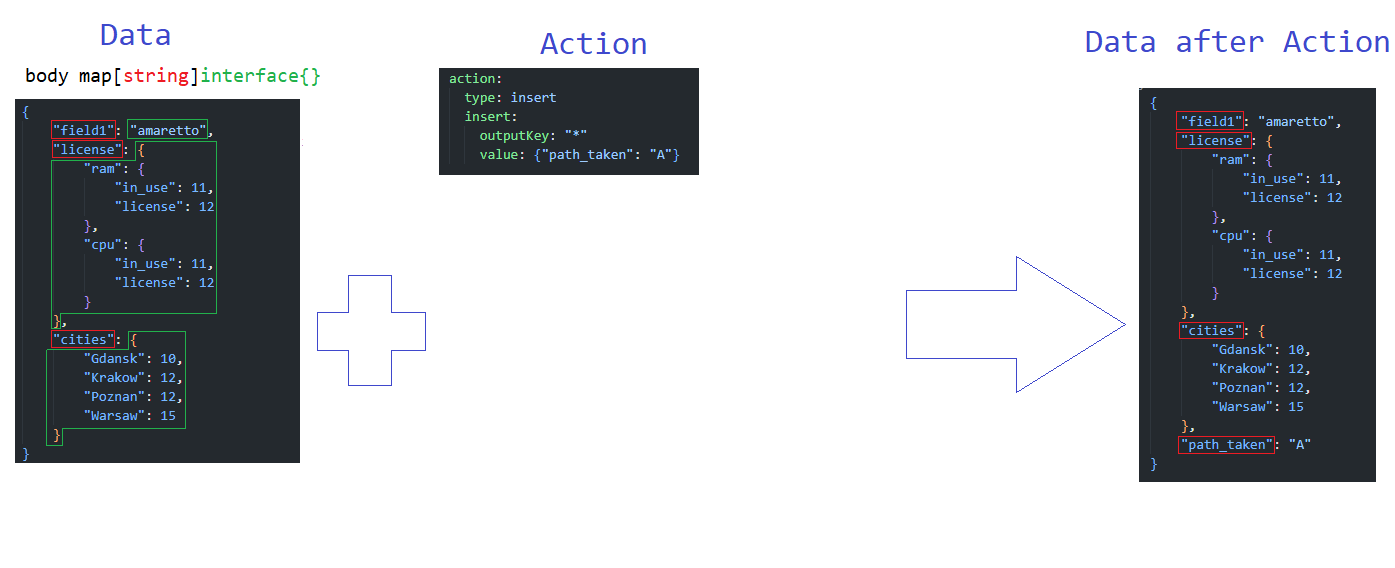 Data
body map[string]interface{}
{
"field1": "amaretto",
"license": {
"ram": {
"in_use": 11,
"license": 12
},
"cpu": {
"in_use": 11,
"license": 12
}
},
"cities": {
"Gdansk": 10,
"Krakow": 12,
"Poznan": 12,
"Warsaw": 15
}
}
Action
action:
type: insert
insert:
outputKey: "*"
value: {"path_taken": "A"}
Data after Action
{
"field1": "amaretto",
"license": {
"ram": {
"in_use": 11,
"license": 12
},
"cpu": {
"in_use": 11,
"license": 12
}
},
"cities": {
"Gdansk": 10,
"Krakow": 12,
"Poznan": 12,
"Warsaw": 15
},
"path_taken": "A"
}